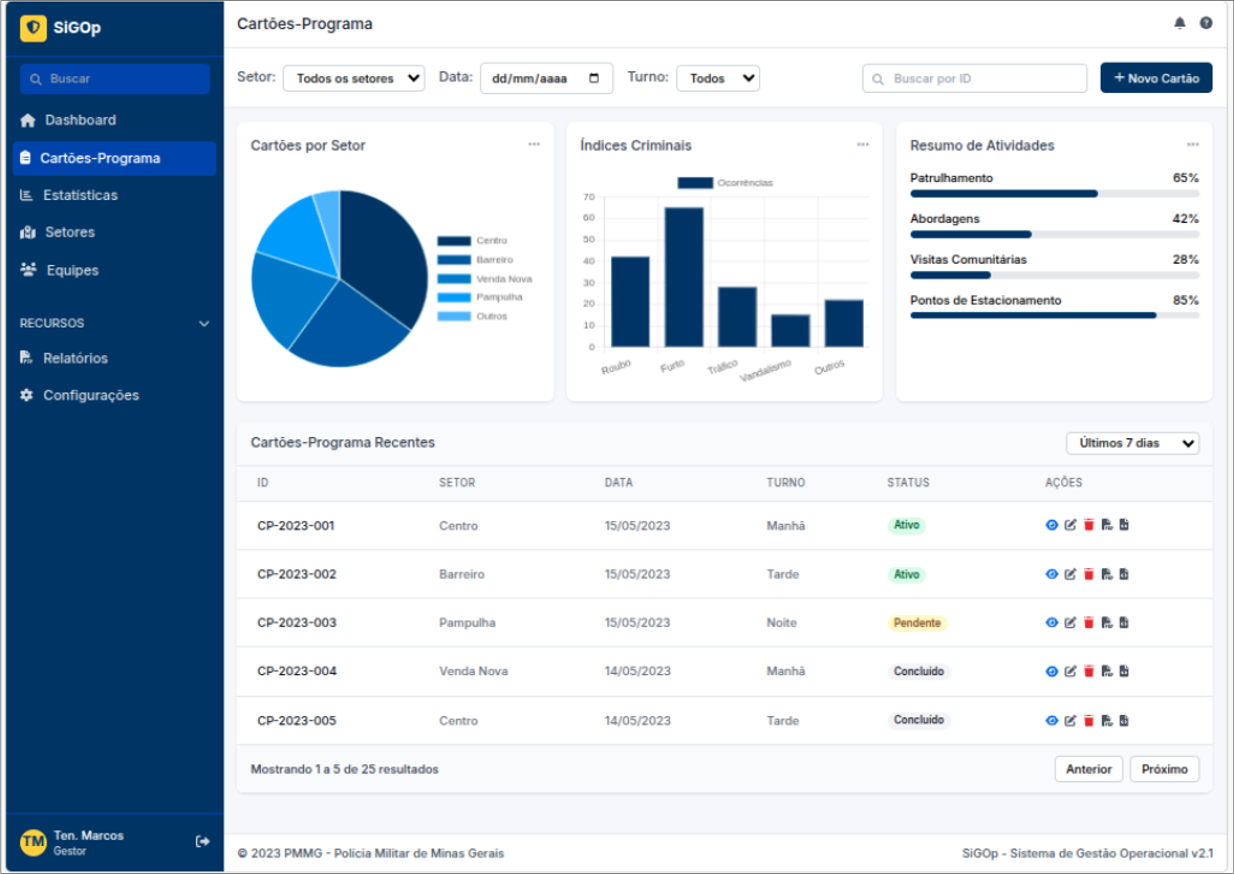 SiGOp
Buscar
Dashboard
Cartões-Programa
Estatísticas
Setores
Equipes
RECURSOS
Relatórios
Configurações
TM
Ten. Marcos
Gestor
Cartões-Programa
Setor: Todos os setores Data: dd/mm/aaaa Turno: Todos Buscar por ID + Novo Cartão
Cartões por Setor
Centro
Barreiro
Venda Nova
Pampulha
Outros
Índices Criminais
Ocorrências
70
60
50
40
30
20
10
0
Roubo Furto Tráfico Vandalismo Outros
Resumo de Atividades
Patrulhamento 65%
Abordagens 42%
Visitas Comunitárias 28%
Pontos de Estacionamento 85%
Cartões-Programa Recentes Últimos 7 dias
ID SETOR DATA TURNO STATUS AÇÕES
CP-2023-001 Centro 15/05/2023 Manhã Ativo
CP-2023-002 Barreiro 15/05/2023 Tarde Ativo
CP-2023-003 Pampulha 15/05/2023 Noite Pendente
CP-2023-004 Venda Nova 14/05/2023 Manhã Concluído
CP-2023-005 Centro 14/05/2023 Tarde Concluído
Mostrando 1 a 5 de 25 resultados Anterior Próximo
© 2023 PMMG - Polícia Militar de Minas Gerais SiGOp - Sistema de Gestão Operacional v2.1